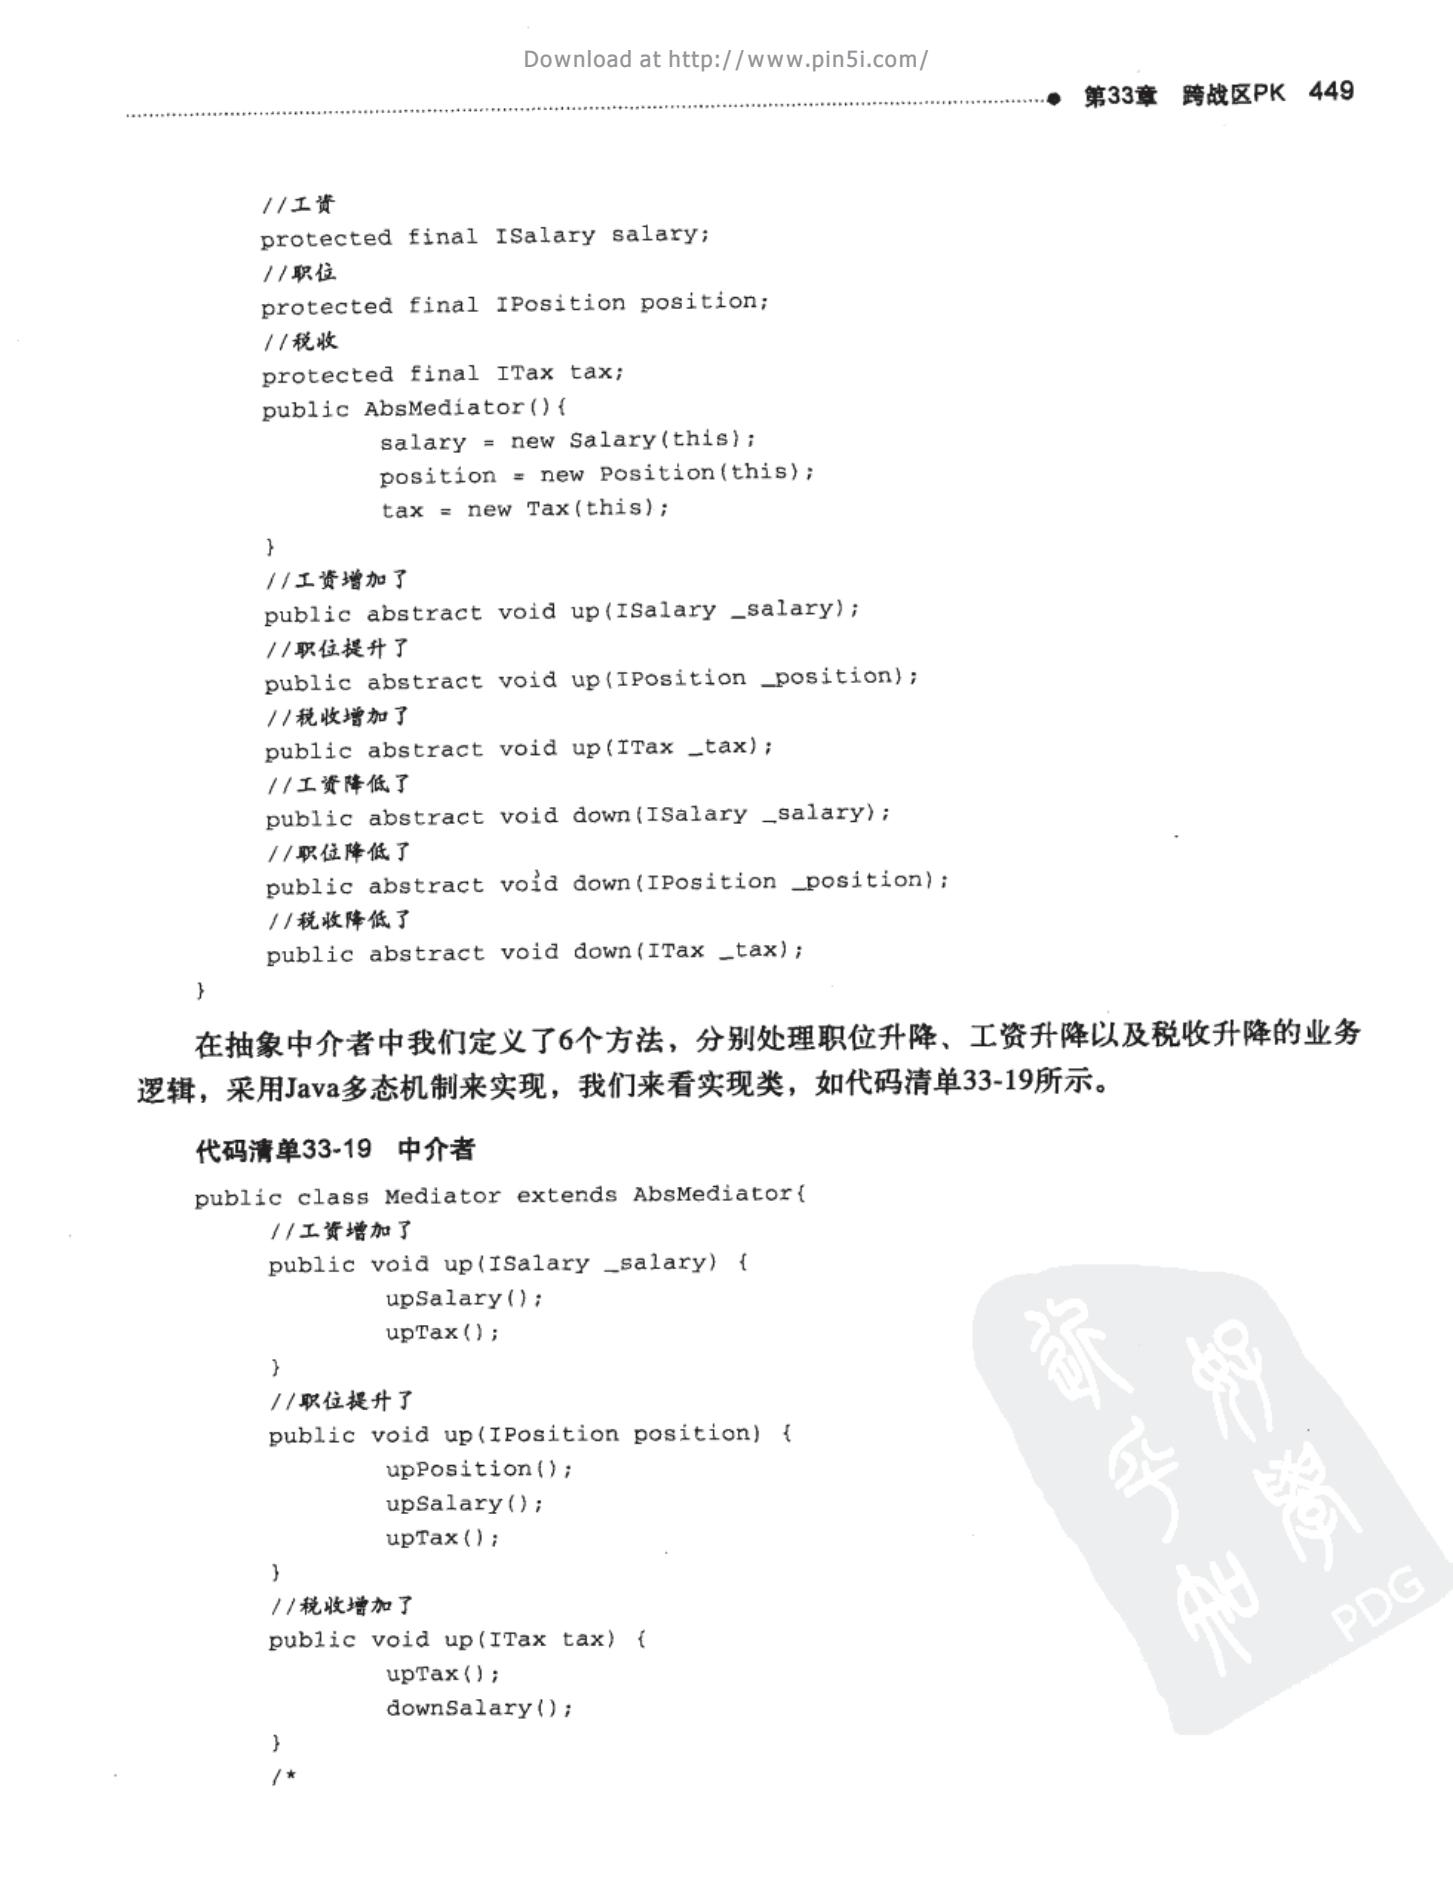 Download at http://www.pin5i.com/
第33章 跨战区PK 449
//工资
protected final ISalary salary;
//职位
protected final IPosition position;
//税收
protected final ITax tax;
public AbsMediator(){
salary = new Salary(this);
position = new Position(this);
tax = new Tax(this);
}
//工资增加了
public abstract void up(ISalary _salary);
//职位提升了
public abstract void up(IPosition _position);
//税收增加了
public abstract void up(ITax _tax);
//工资降低了
public abstract void down(ISalary _salary);
//职位降低了
public abstract void down(IPosition _position);
//税收降低了
public abstract void down(ITax _tax);
}
在抽象中介者中我们定义了6个方法，分别处理职位升降、工资升降以及税收升降的业务
逻辑，采用Java多态机制来实现，我们来看实现类，如代码清单33-19所示。
代码清单33-19 中介者
public class Mediator extends AbsMediator{
//工资增加了
public void up(ISalary _salary) {
upSalary();
upTax();
}
//职位提升了
public void up(IPosition position) {
upPosition();
upSalary();
upTax();
}
//税收增加了
public void up(ITax tax) {
upTax();
downSalary();
}
/*
PDG